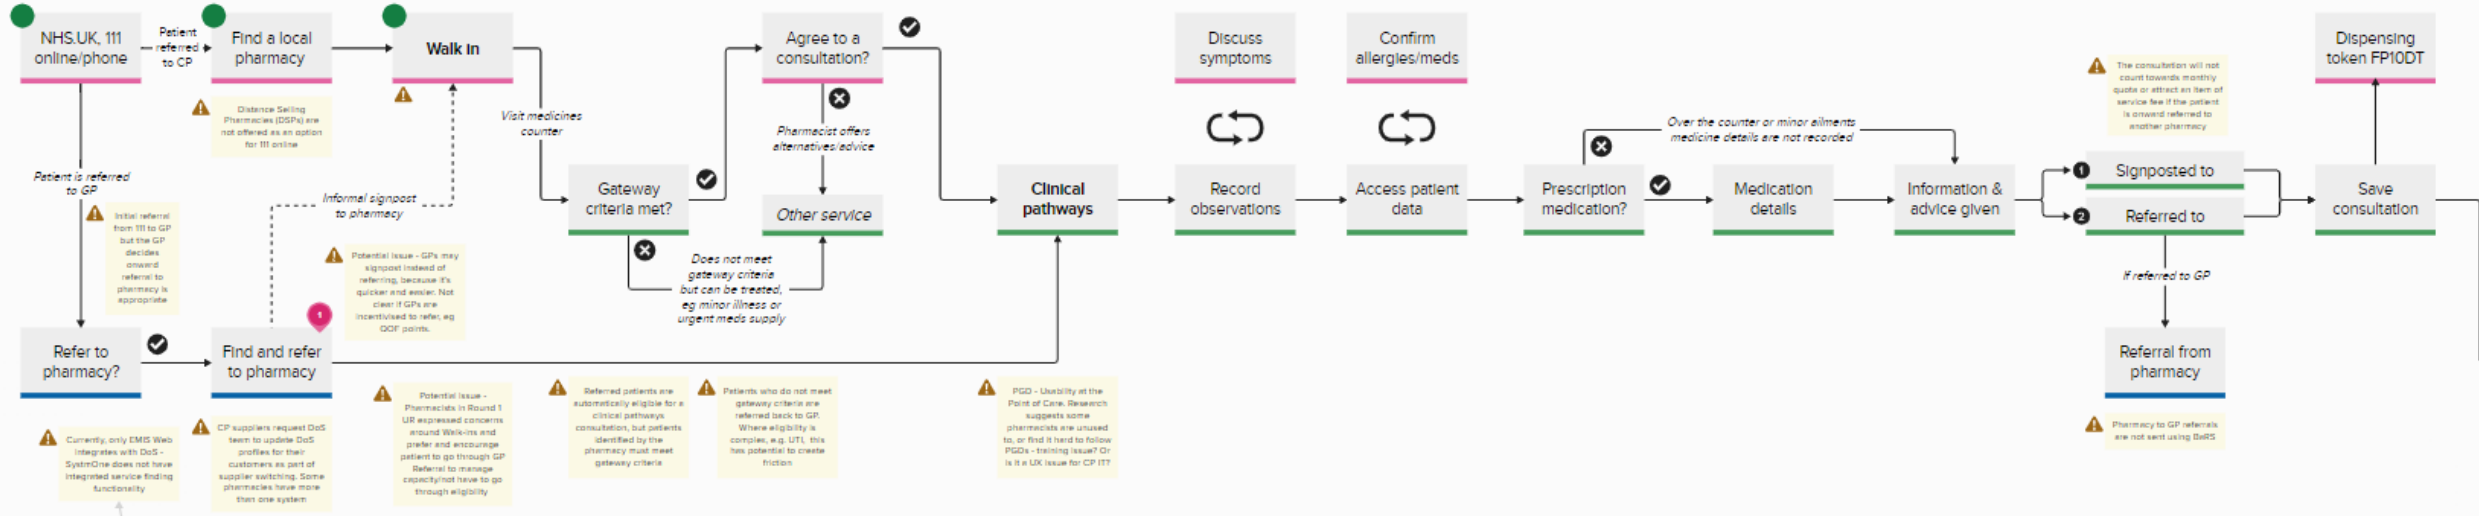 NHS.UK, 111
online/phone
Patient
referred
to CP
Find a local
pharmacy
Walk in
Distance Selling
Pharmacies (DSPs) are
not offered as an option
for 111 online
Patient is referred
to GP
Initial referral
from 111 to GP
but the GP
decides
onward
referral to
pharmacy is
appropriate
Informal signpost
to pharmacy
Potential issue - GPs may
signpost instead of
referring, because it's
quicker and easier. Not
clear if GPs are
incentivised to refer, eg
QOF points.
Refer to
pharmacy?
1
Find and refer
to pharmacy
Currently, only EMIS Web
integrates with DoS -
SystmOne does not have
integrated service finding
functionality
CP suppliers request DoS
team to update DoS
profiles for their
customers as part of
supplier switching. Some
pharmacies have more
than one system
Potential issue -
Pharmacists in Round 1
UR expressed concerns
around Walk-ins and
prefer and encourage
patient to go through GP
Referral to manage
capacity/not have to go
through eligibility
Visit medicines
counter
Gateway
criteria met?
Agree to a
consultation?
Pharmacist offers
alternatives/advice
Other service
Does not meet
gateway criteria
but can be treated,
eg minor illness or
urgent meds supply
Referred patients are
automatically eligible for a
clinical pathways
consultation, but patients
identified by the
pharmacy must meet
gateway criteria
Patients who do not meet
gateway criteria are
referred back to GP.
Where eligibility is
complex, e.g. UTI, this
has potential to create
friction
Clinical
pathways
PGD - Usability at the
Point of Care. Research
suggests some
pharmacists are unused
to, or find it hard to follow
PGDs - training issue? Or
is it a UX issue for CP IT?
Discuss
symptoms
Record
observations
Confirm
allergies/meds
Access patient
data
Prescription
medication?
Over the counter or minor ailments
medicine details are not recorded
Medication
details
Information &
advice given
The consultation will not
count towards monthly
quota or attract an item of
service fee if the patient
is onward referred to
another pharmacy
1
Signposted to
2
Referred to
If referred to GP
Referral from
pharmacy
Pharmacy to GP referrals
are not sent using BaRS
Dispensing
token FP10DT
Save
consultation